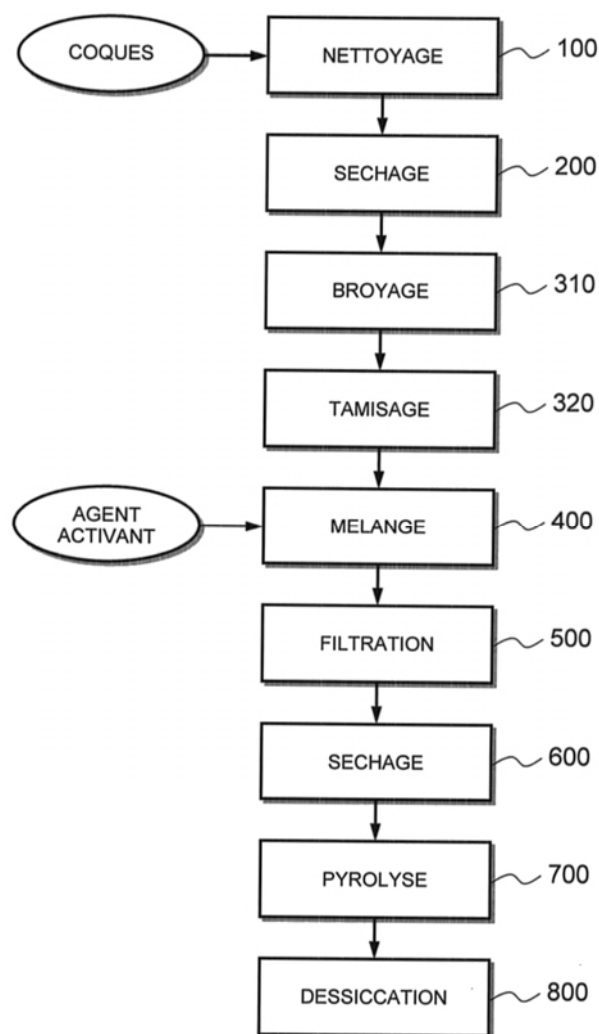 COQUES
NETTOYAGE
100
SECHAGE
200
BROYAGE
310
TAMISAGE
320
AGENT
ACTIVANT
MELANGE
400
FILTRATION
500
SECHAGE
600
PYROLYSE
700
DESSICCATION
800